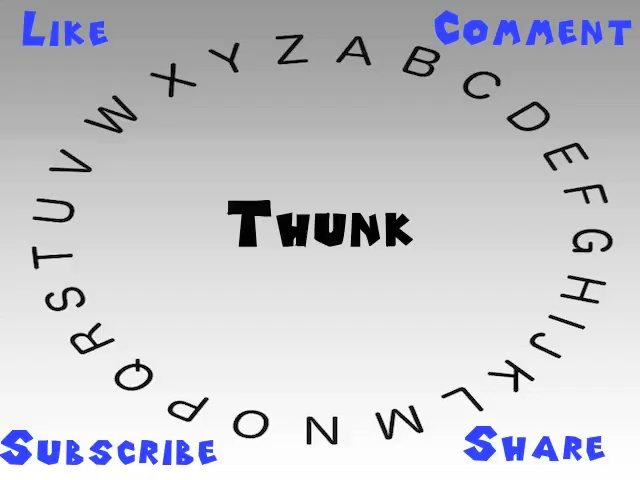 LIKE
COMMENT
A B C D E F G H I J K L M N O P Q R S T U V W X Y Z
THUNK
SUBSCRIBE
SHARE